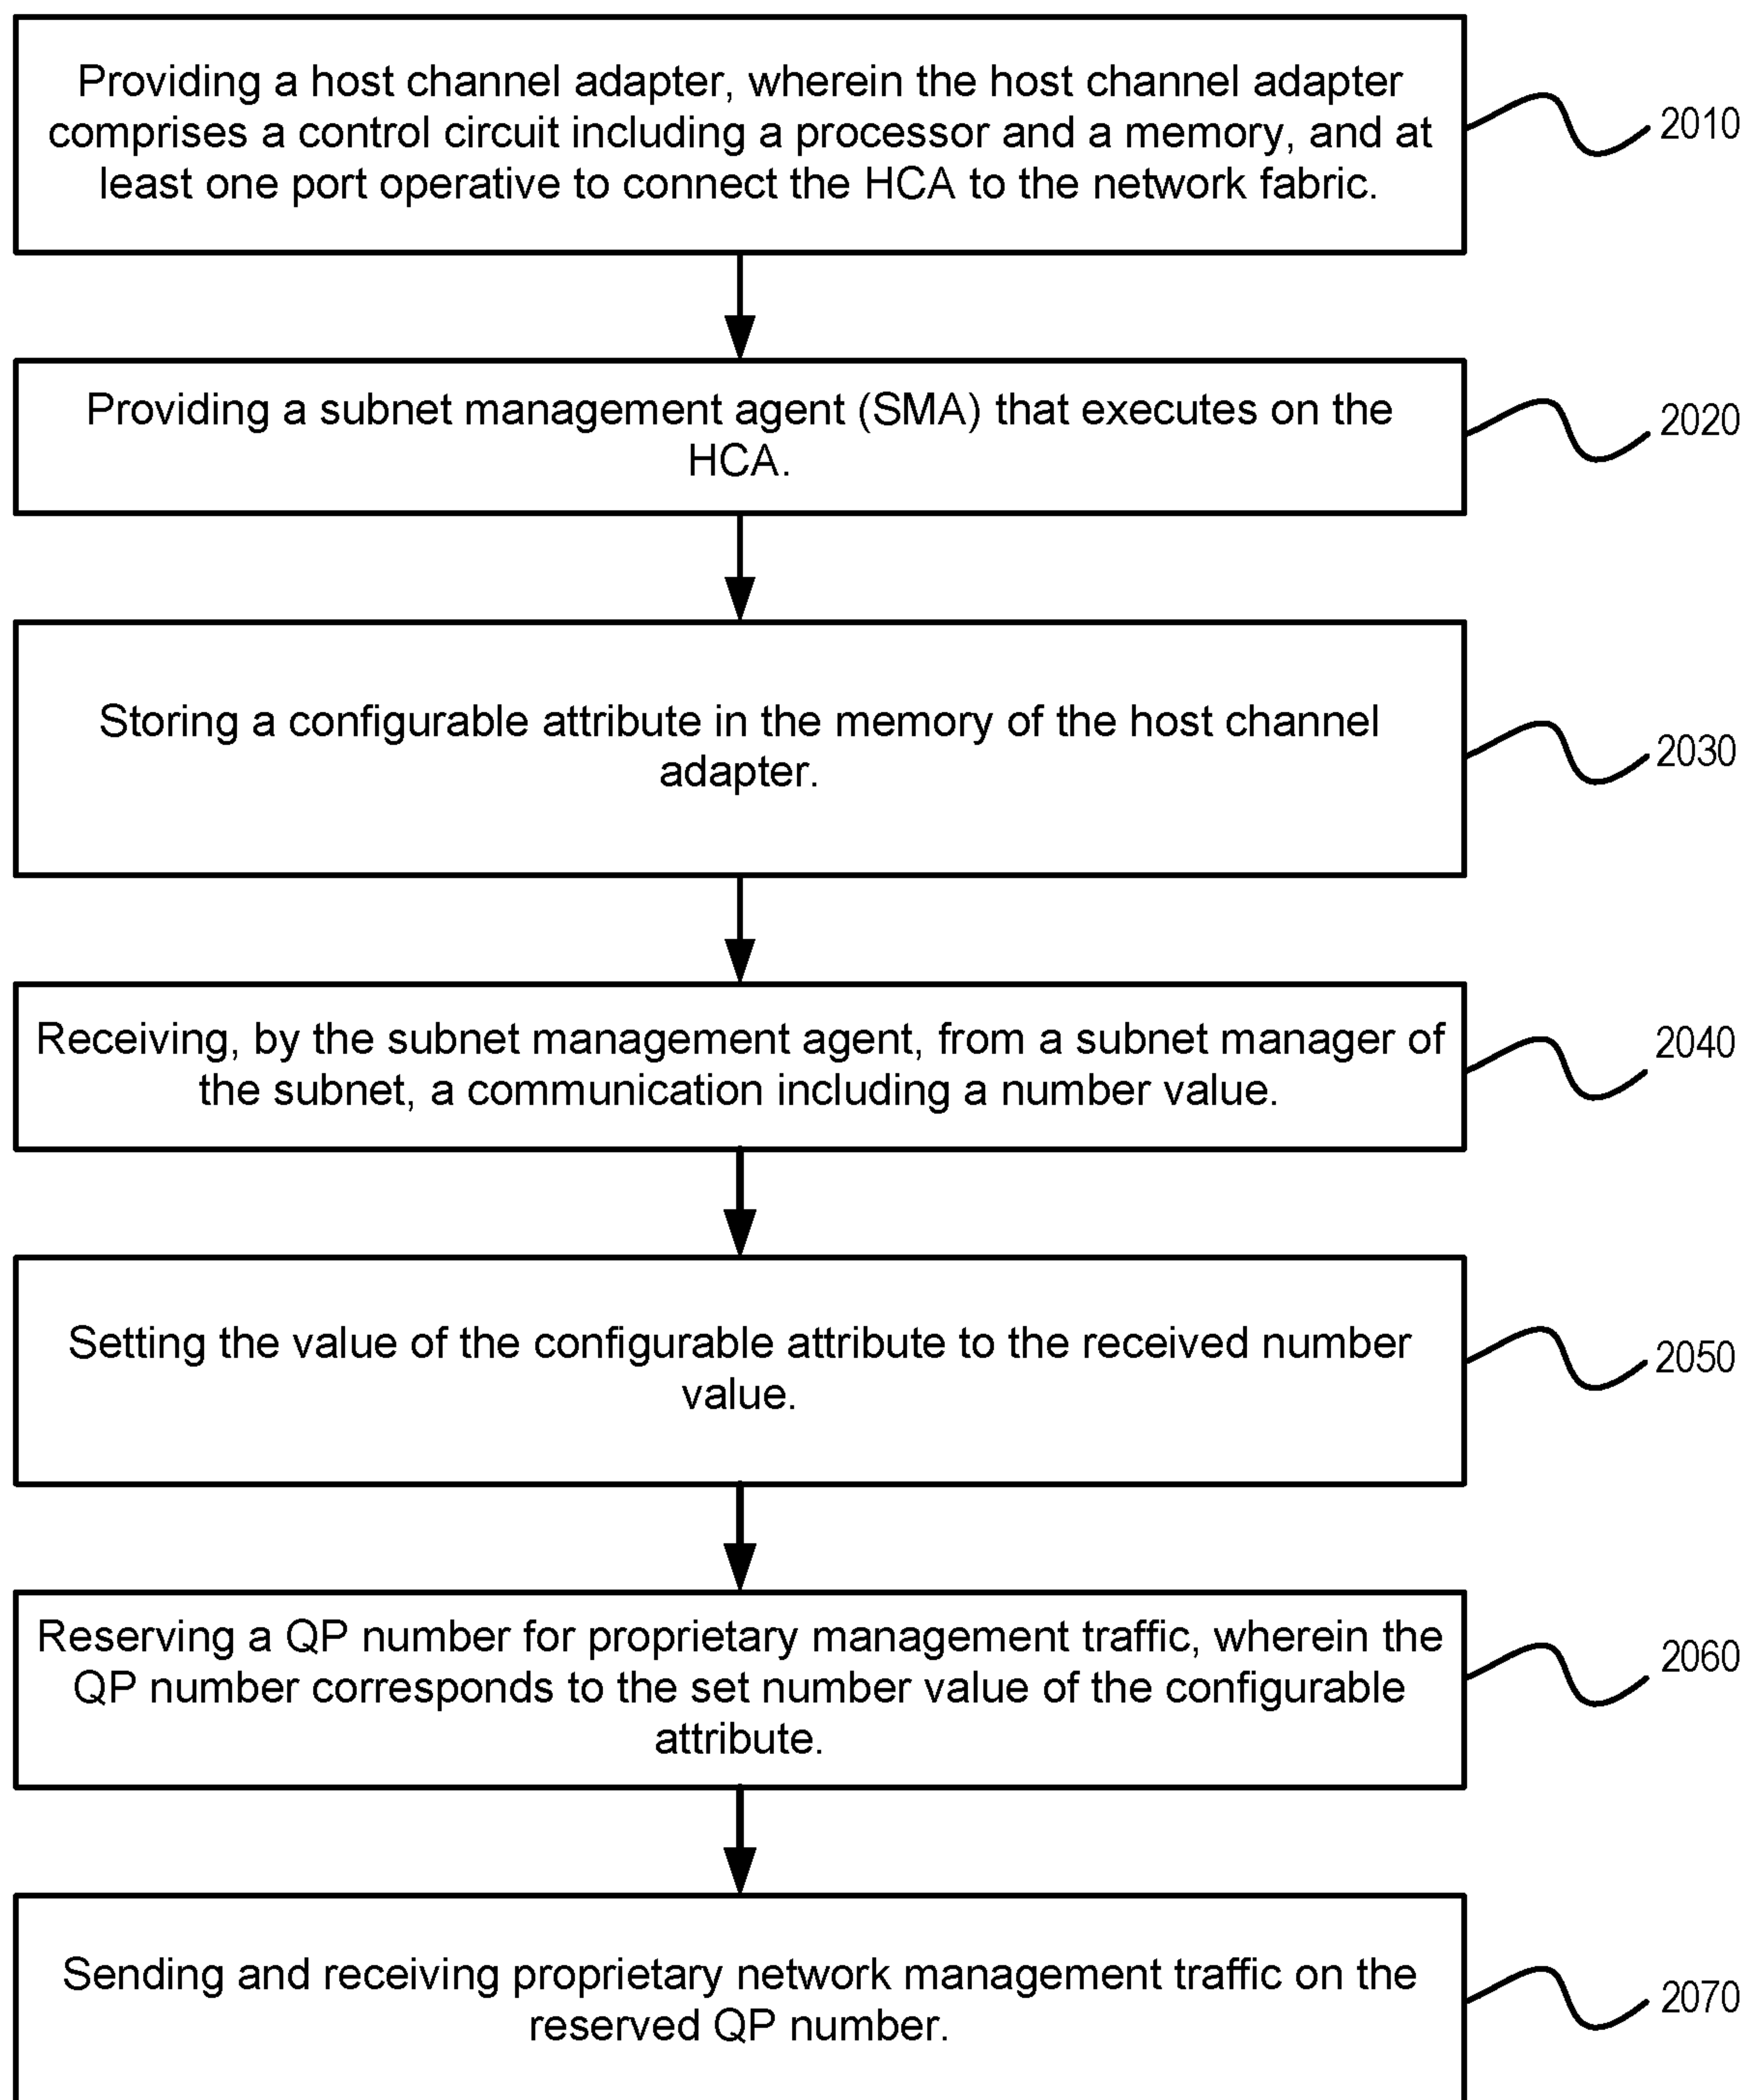 Providing a host channel adapter, wherein the host channel adapter
comprises a control circuit including a processor and a memory, and at
least one port operative to connect the HCA to the network fabric.
2010
Providing a subnet management agent (SMA) that executes on the
HCA.
2020
Storing a configurable attribute in the memory of the host channel
adapter.
2030
Receiving, by the subnet management agent, from a subnet manager of
the subnet, a communication including a number value.
2040
Setting the value of the configurable attribute to the received number
value.
2050
Reserving a QP number for proprietary management traffic, wherein the
QP number corresponds to the set number value of the configurable
attribute.
2060
Sending and receiving proprietary network management traffic on the
reserved QP number.
2070